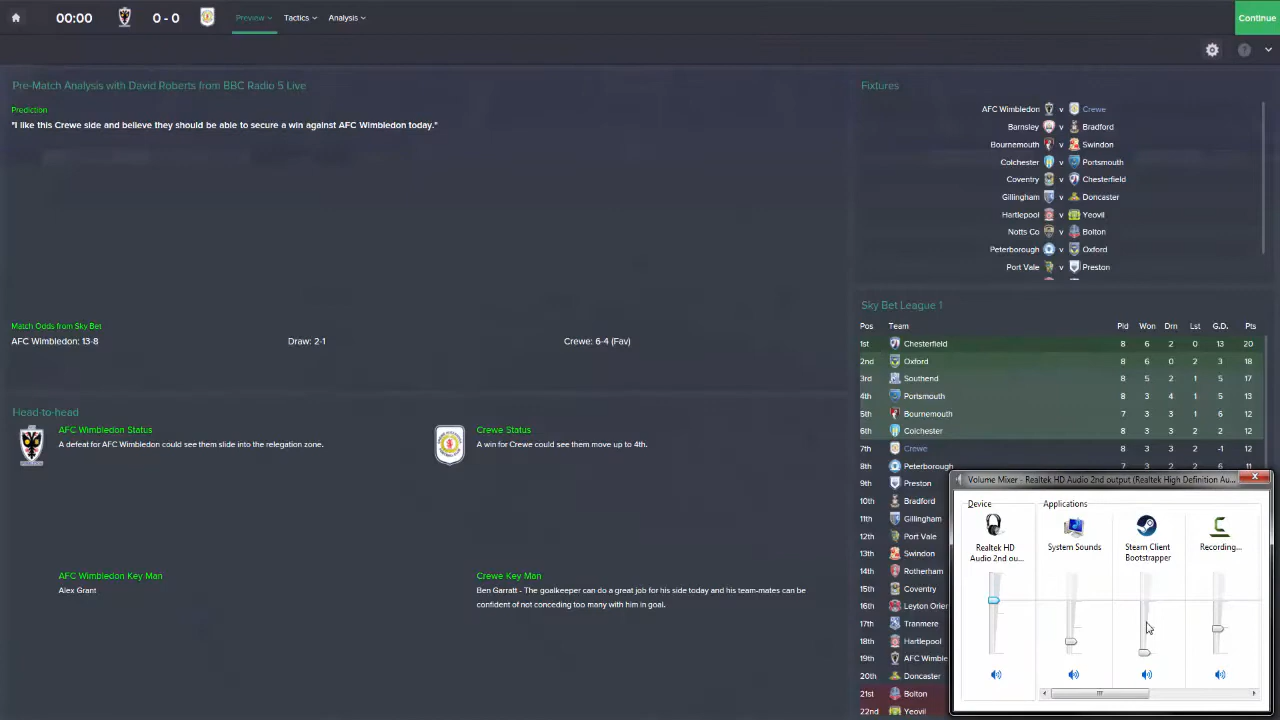 00:00
0 - 0
Preview
Tactics
Analysis
Continue
Pre-Match Analysis with David Roberts from BBC Radio 5 Live
Prediction
"I like this Crewe side and believe they should be able to secure a win against AFC Wimbledon today."
Match Odds from Sky Bet
AFC Wimbledon: 13-8
Draw: 2-1
Crewe: 6-4 (Fav)
Head-to-head
AFC Wimbledon Status
A defeat for AFC Wimbledon could see them slide into the relegation zone.
Crewe Status
A win for Crewe could see them move up to 4th.
AFC Wimbledon Key Man
Alex Grant
Crewe Key Man
Ben Garratt - The goalkeeper can do a great job for his side today and his team-mates can be
confident of not conceding too many with him in goal.
Fixtures
AFC Wimbledon v Crewe
Barnsley v Bradford
Bournemouth v Swindon
Colchester v Portsmouth
Coventry v Chesterfield
Gillingham v Doncaster
Hartlepool v Yeovil
Notts Co v Bolton
Peterborough v Oxford
Port Vale v Preston
Sky Bet League 1
Pos Team Pld Won Drn Lst G.D. Pts
1st Chesterfield 8 6 2 0 13 20
2nd Oxford 8 6 0 2 3 18
3rd Southend 8 5 2 1 5 17
4th Portsmouth 8 3 4 1 5 13
5th Bournemouth 7 3 3 1 6 12
6th Colchester 8 3 3 2 2 12
7th Crewe 8 3 3 2 -1 12
8th Peterborough 7 3 2 2 6 11
9th Preston
10th Bradford
11th Gillingham
12th Port Vale
13th Swindon
14th Rotherham
15th Coventry
16th Leyton Orien
17th Tranmere
18th Hartlepool
19th AFC Wimble
20th Doncaster
21st Bolton
22nd Yeovil
Volume Mixer - Realtek HD Audio 2nd output (Realtek High Definition Au...
Device
Applications
Realtek HD
Audio 2nd ou...
System Sounds
Steam Client
Bootstrapper
Recording...